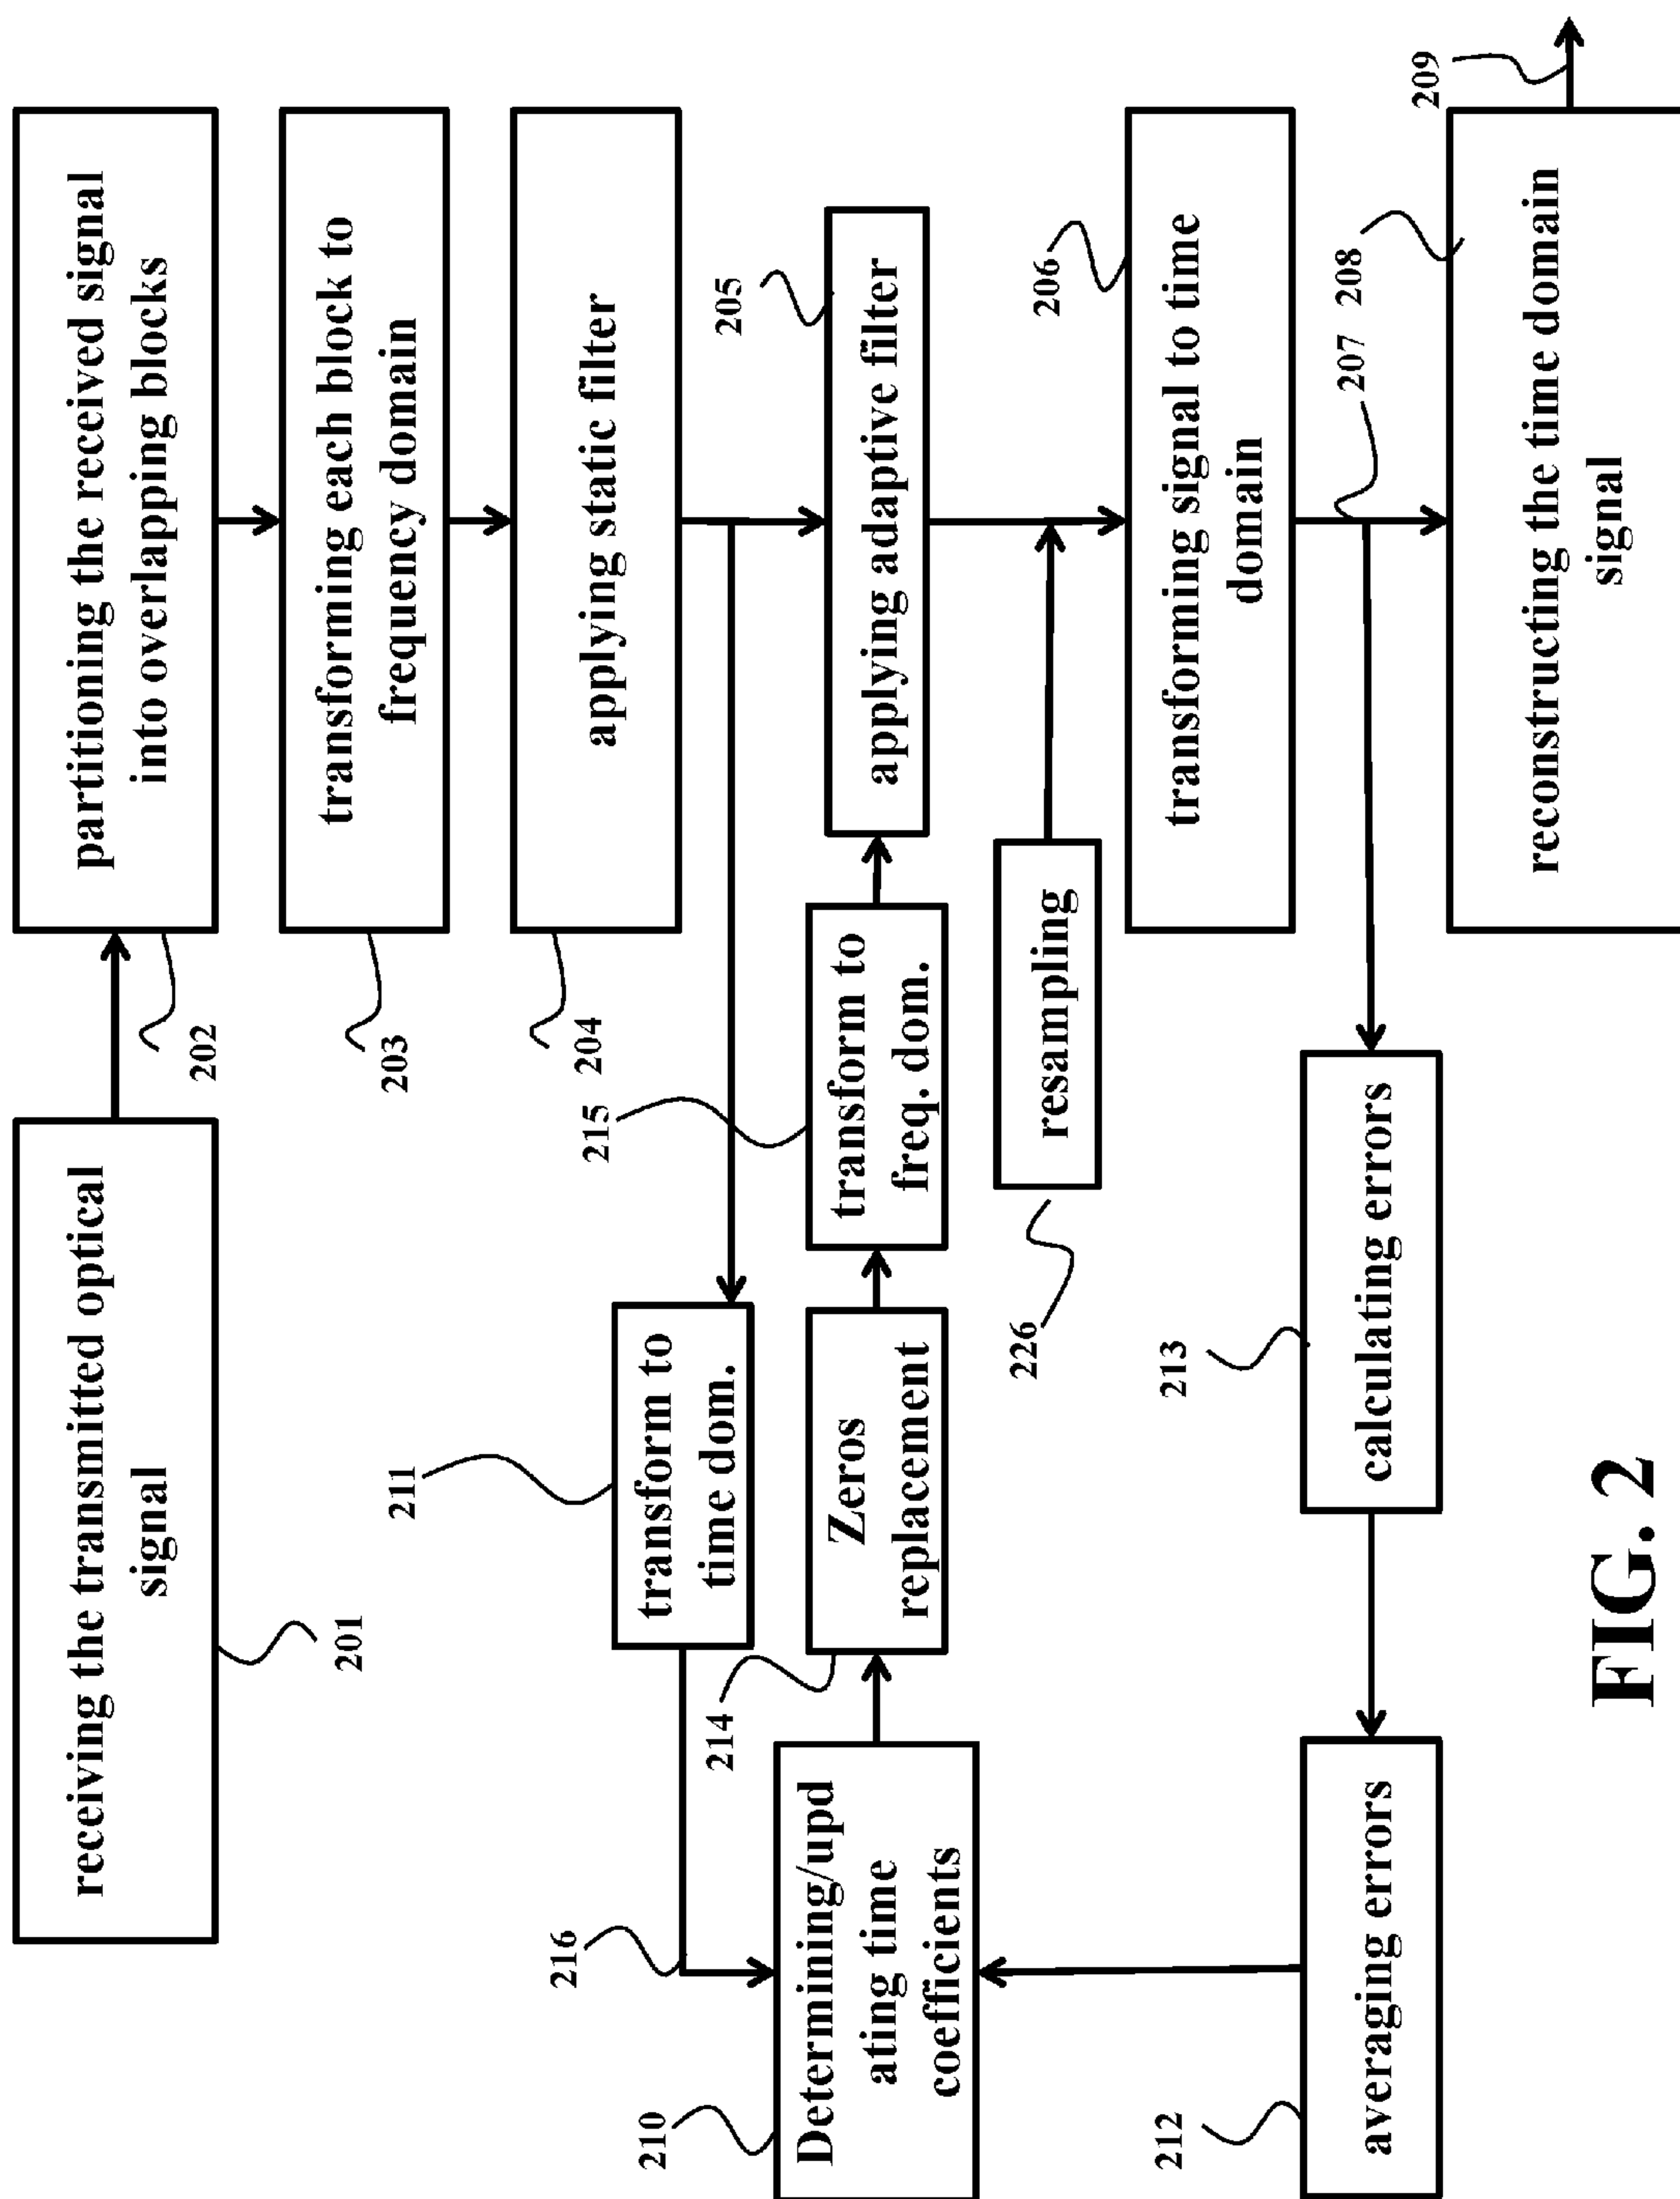 receiving the transmitted optical
signal
201
partitioning the received signal
into overlapping blocks
202
transforming each block to
frequency domain
203
applying static filter
204
211
transform to
time dom.
216
210
Determining/upd
ating time
coefficients
214
Zeros
replacement
215
transform to
freq. dom.
205
applying adaptive filter
226
resampling
206
transforming signal to time
domain
207
212
averaging errors
213
calculating errors
208
reconstructing the time domain
signal
209
FIG. 2